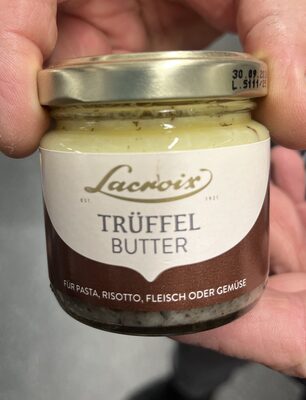 30.09.2
L.5111/
Lacroix
EST. 1921
TRÜFFEL
BUTTER
FÜR PASTA, RISOTTO, FLEISCH ODER GEMÜSE